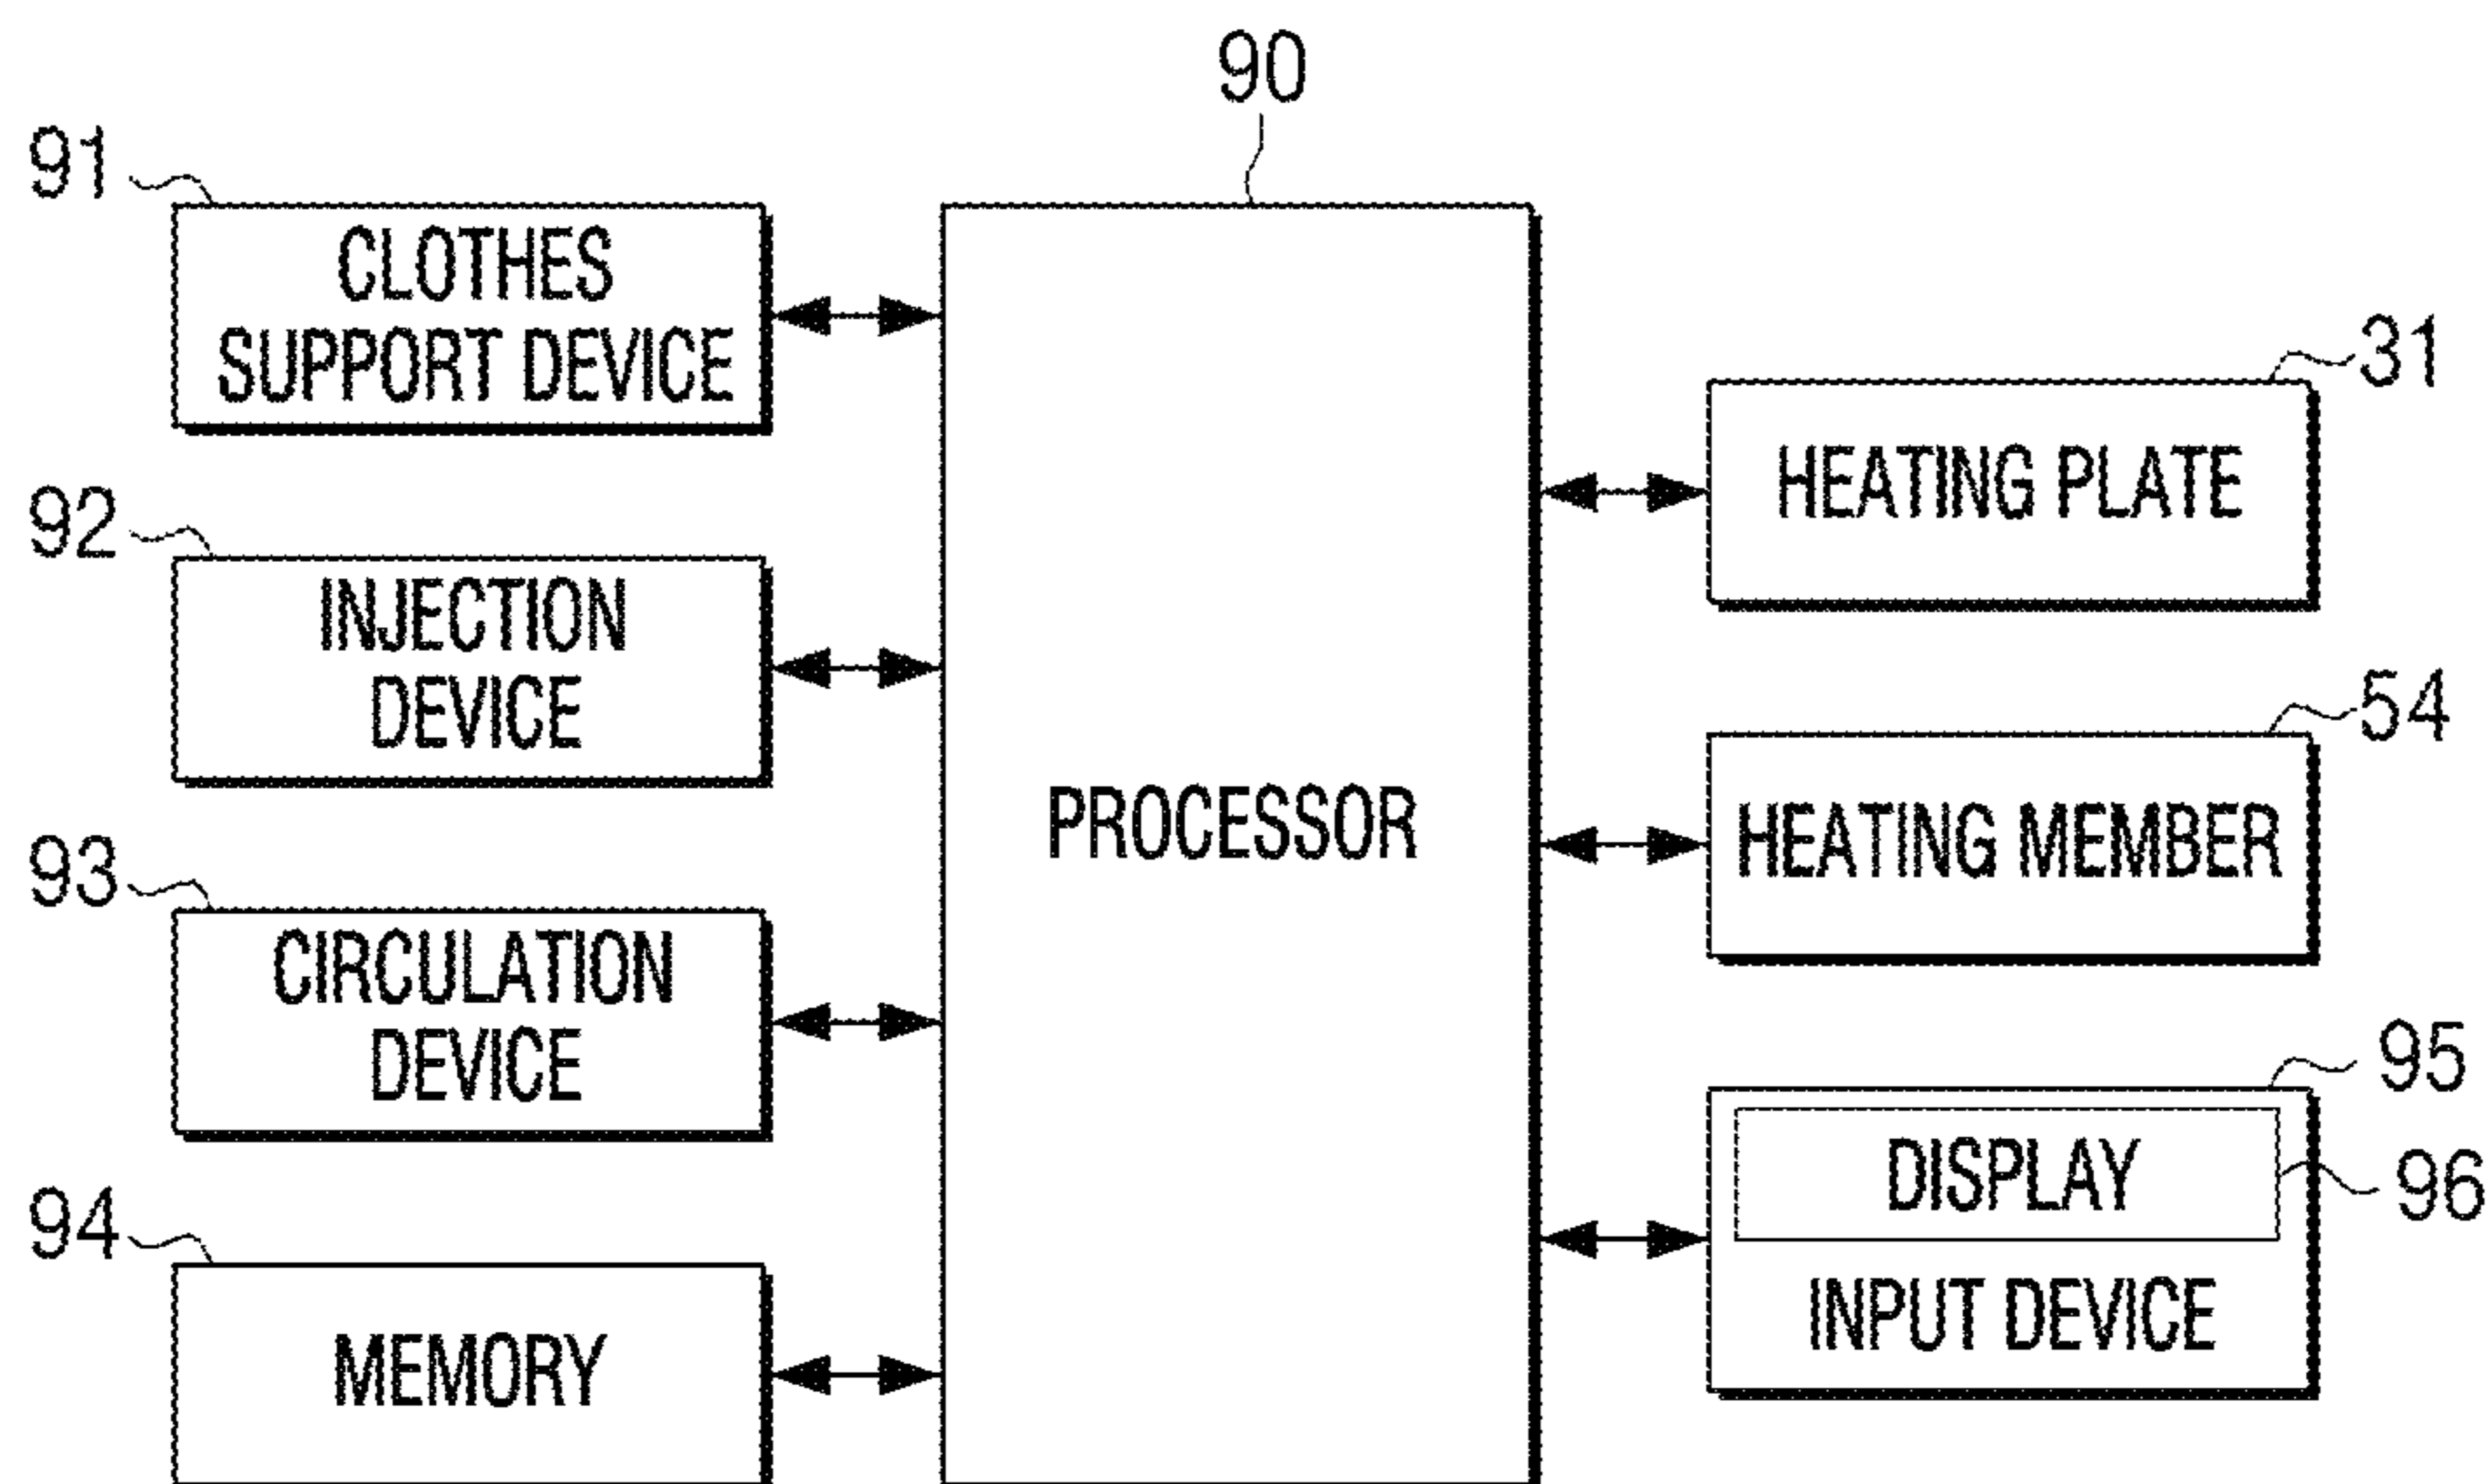 90
91
CLOTHES
SUPPORT DEVICE
92
INJECTION
DEVICE
93
CIRCULATION
DEVICE
94
MEMORY
PROCESSOR
31
HEATING PLATE
54
HEATING MEMBER
95
DISPLAY
96
INPUT DEVICE